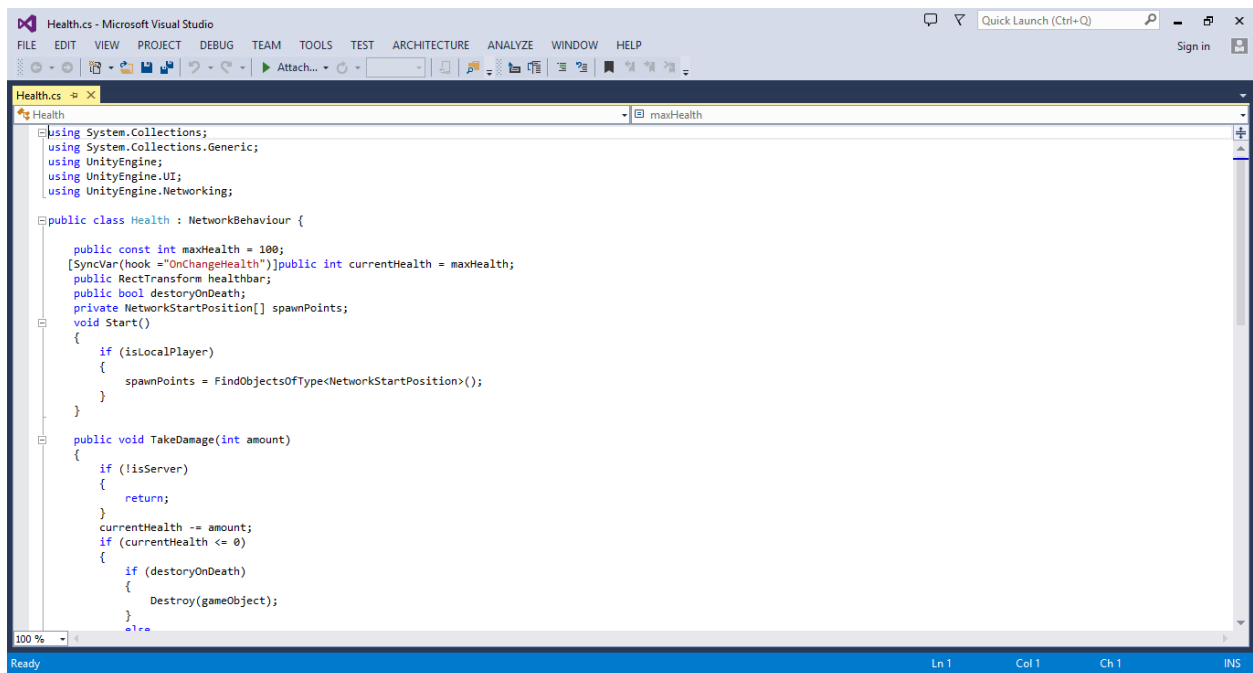 Health.cs - Microsoft Visual Studio
Quick Launch (Ctrl+Q)
FILE EDIT VIEW PROJECT DEBUG TEAM TOOLS TEST ARCHITECTURE ANALYZE WINDOW HELP
Sign in
Attach...
Health.cs
Health
maxHealth
using System.Collections;
using System.Collections.Generic;
using UnityEngine;
using UnityEngine.UI;
using UnityEngine.Networking;
public class Health : NetworkBehaviour {
public const int maxHealth = 100;
[SyncVar(hook ="OnChangeHealth")]public int currentHealth = maxHealth;
public RectTransform healthbar;
public bool destoryOnDeath;
private NetworkStartPosition[] spawnPoints;
void Start()
{
if (isLocalPlayer)
{
spawnPoints = FindObjectsOfType<NetworkStartPosition>();
}
}
public void TakeDamage(int amount)
{
if (!isServer)
{
return;
}
currentHealth -= amount;
if (currentHealth <= 0)
{
if (destoryOnDeath)
{
Destroy(gameObject);
}
else
100 %
Ready
Ln 1 Col 1 Ch 1 INS